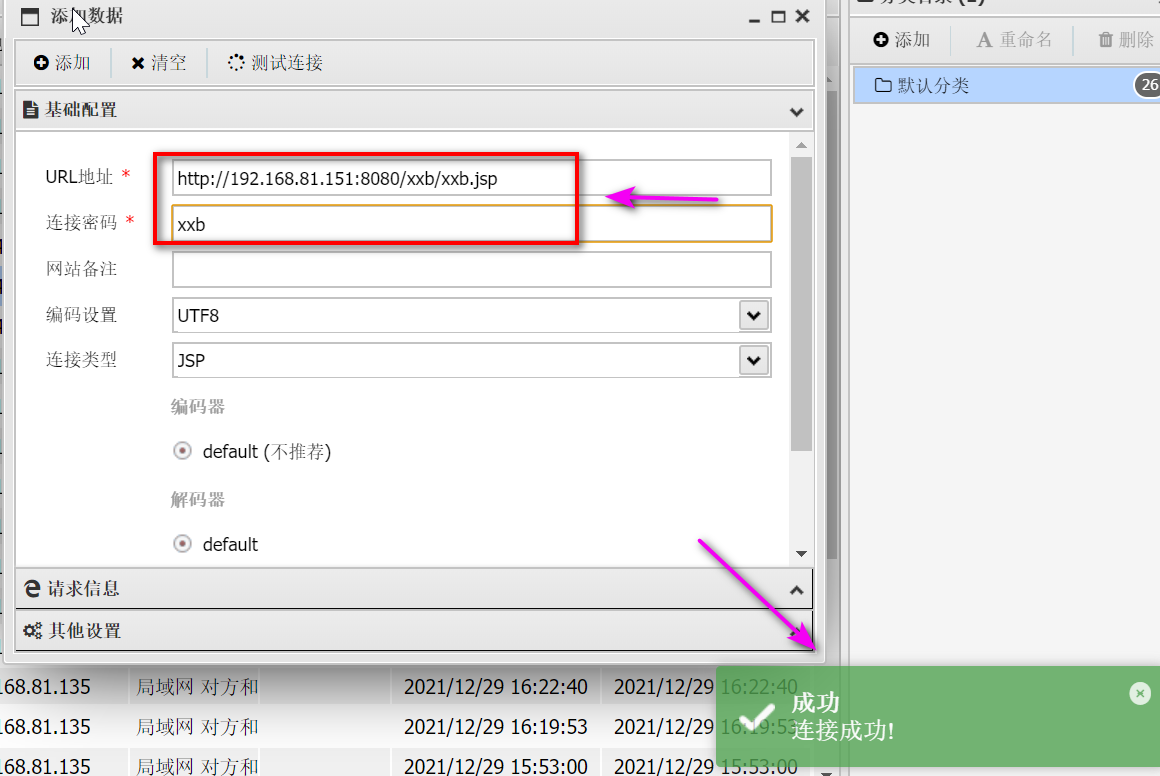 添加数据
添加 清空 测试连接
基础配置
URL地址 *
http://192.168.81.151:8080/xxb/xxb.jsp
连接密码 *
xxb
网站备注
编码设置
UTF8
连接类型
JSP
编码器
default (不推荐)
解码器
default
请求信息
其他设置
添加 重命名 删除
默认分类 26
68.81.135 局域网 对方和 2021/12/29 16:22:40 2021/12/29 16:22:40
68.81.135 局域网 对方和 2021/12/29 16:19:53 2021/12/29 16:19:53
68.81.135 局域网 对方和 2021/12/29 15:53:00 2021/12/29 15:53:00
成功
连接成功!